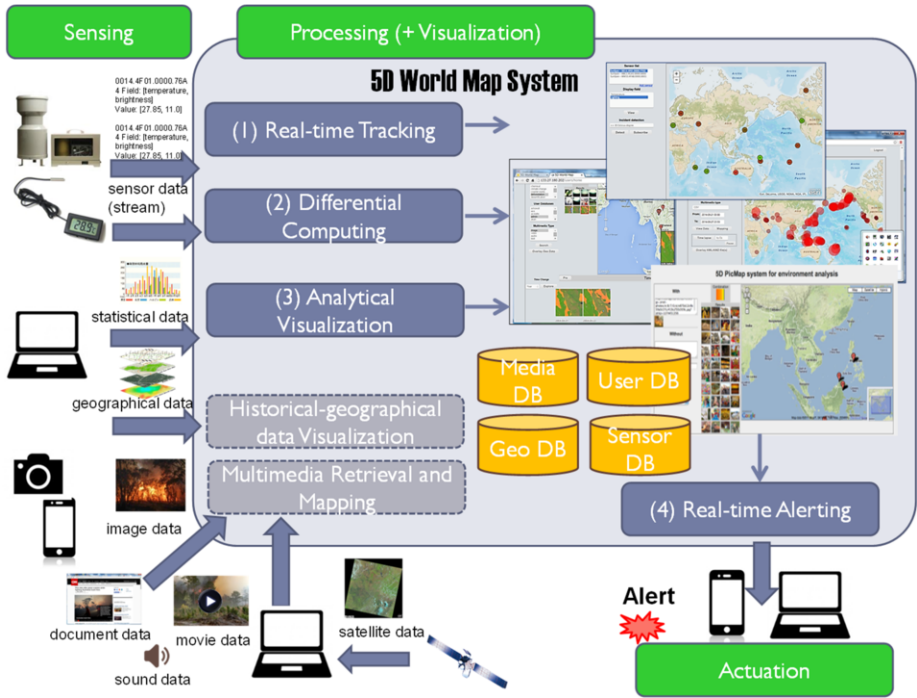 Sensing
Processing (+ Visualization)
5D World Map System
0014.4F01.0000.76A
4 Field: [temperature,
brightness]
Value: [27.85, 11.0]
0014.4F01.0000.76A
4 Field: [temperature,
brightness]
Value: [27.85, 11.0]
sensor data
(stream)
(1) Real-time Tracking
(2) Differential
Computing
(3) Analytical
Visualization
statistical data
geographical data
Historical-geographical
data Visualization
Multimedia Retrieval and
Mapping
5D PicMap system for environment analysis
With
Without
Media
DB
User DB
Geo DB
Sensor
DB
(4) Real-time Alerting
image data
document data
movie data
sound data
satellite data
Alert
Actuation